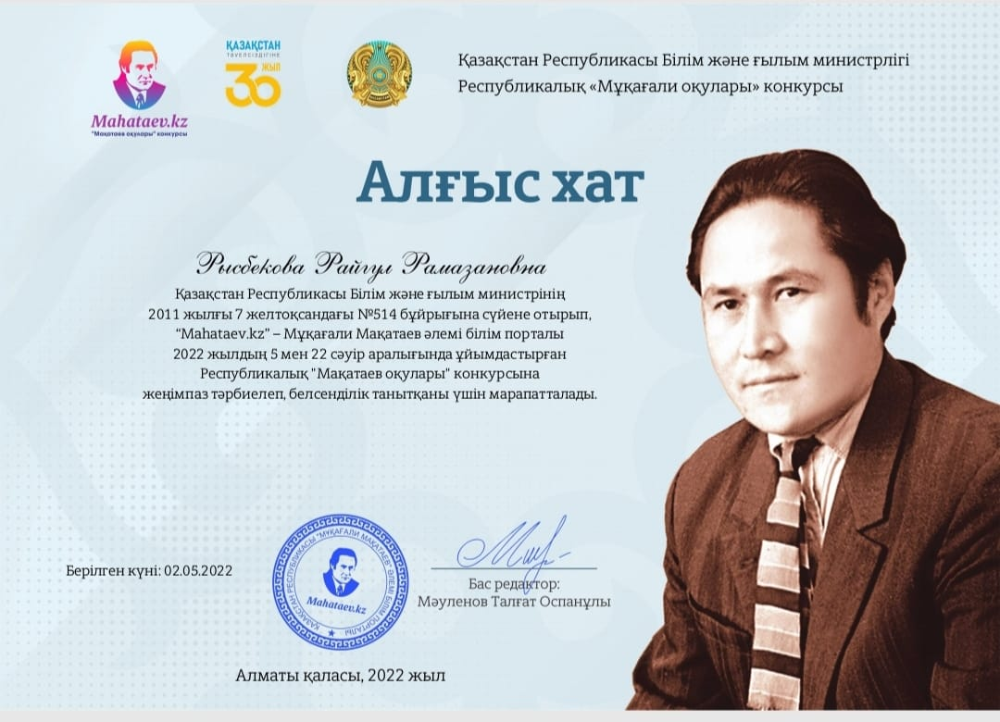 Mahataev.kz
"Мақатаев оқулары" конкурсы
ҚАЗАҚСТАН
ТӘУЕЛСІЗДІГІНЕ
30 ЖЫЛ
Қазақстан Республикасы Білім және ғылым министрлігі
Республикалық «Мұқағали оқулары» конкурсы
Алғыс хат
Рысбекова Райгул Рамазановна
Қазақстан Республикасы Білім және ғылым министрінің
2011 жылғы 7 желтоқсандағы №514 бұйрығына сүйене отырып,
“Mahataev.kz” – Мұқағали Мақатаев әлемі білім порталы
2022 жылдың 5 мен 22 сәуір аралығында ұйымдастырған
Республикалық "Мақатаев оқулары" конкурсына
жеңімпаз тәрбиелеп, белсенділік танытқаны үшін марапатталады.
Берілген күні: 02.05.2022
ҚАЗАҚСТАН РЕСПУБЛИКАСЫ "МҰҚАҒАЛИ МАҚАТАЕВ" ӘЛЕМІ БІЛІМ ПОРТАЛЫ
Mahataev.kz
Бас редактор:
Мәуленов Талғат Оспанұлы
Алматы қаласы, 2022 жыл